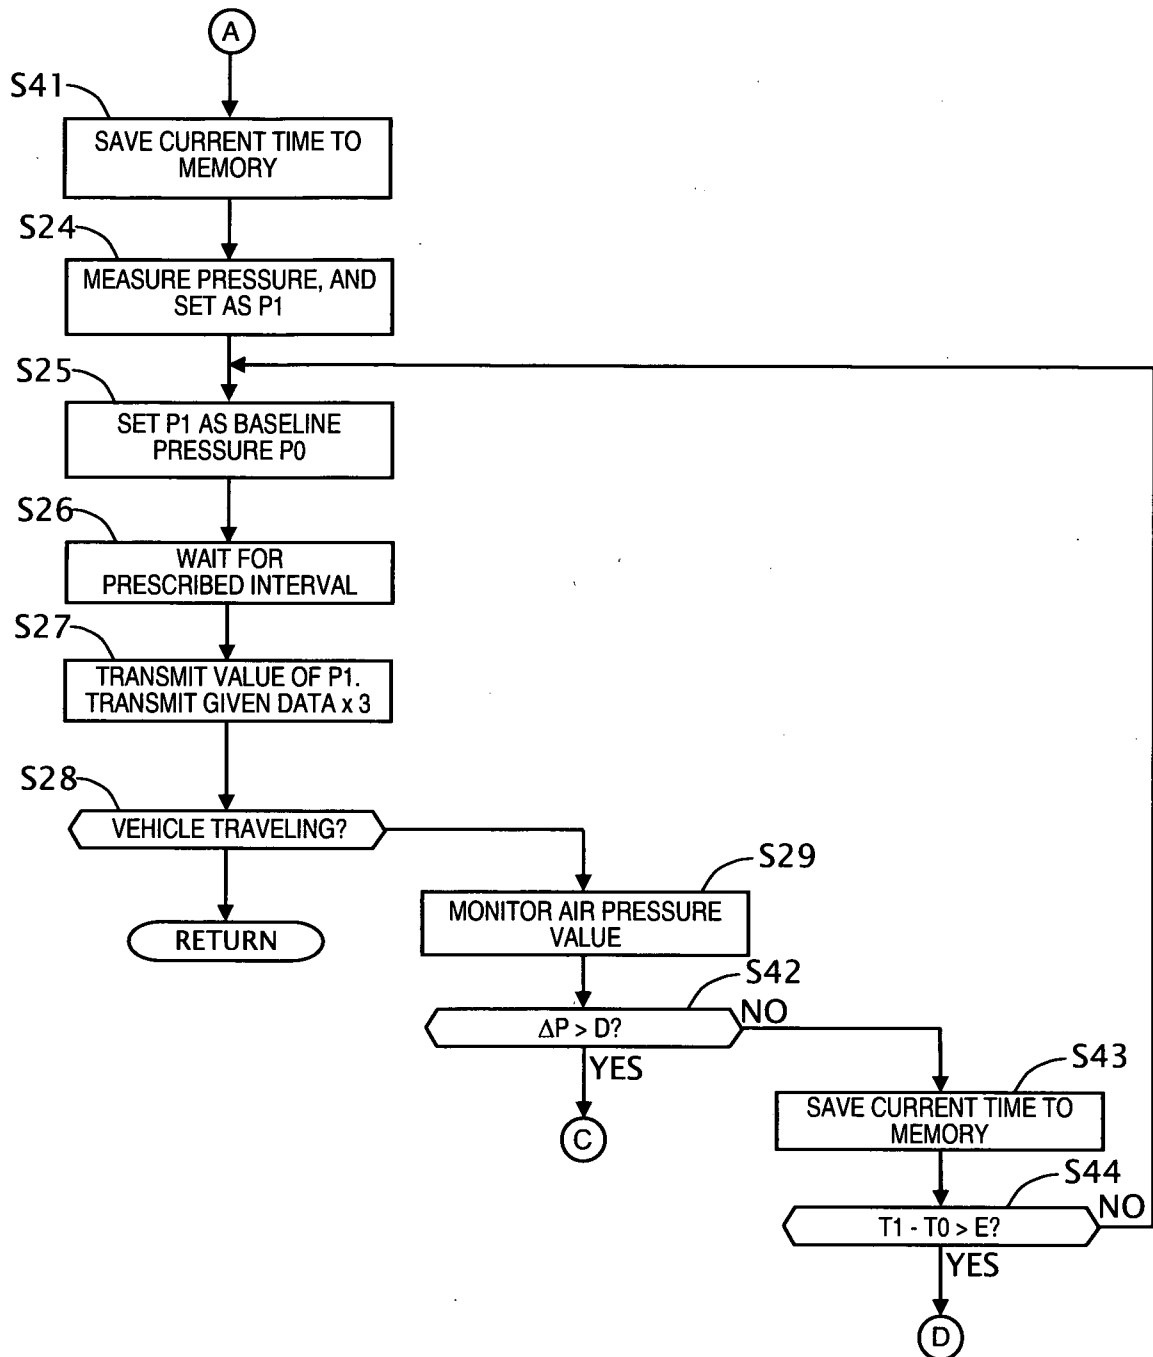 A
S41
SAVE CURRENT TIME TO
MEMORY
S24
MEASURE PRESSURE, AND
SET AS P1
S25
SET P1 AS BASELINE
PRESSURE P0
S26
WAIT FOR
PRESCRIBED INTERVAL
S27
TRANSMIT VALUE OF P1.
TRANSMIT GIVEN DATA x 3
S28
VEHICLE TRAVELING?
RETURN
S29
MONITOR AIR PRESSURE
VALUE
S42
ΔP > D?
NO
YES
C
S43
SAVE CURRENT TIME TO
MEMORY
S44
T1 - T0 > E?
NO
YES
D